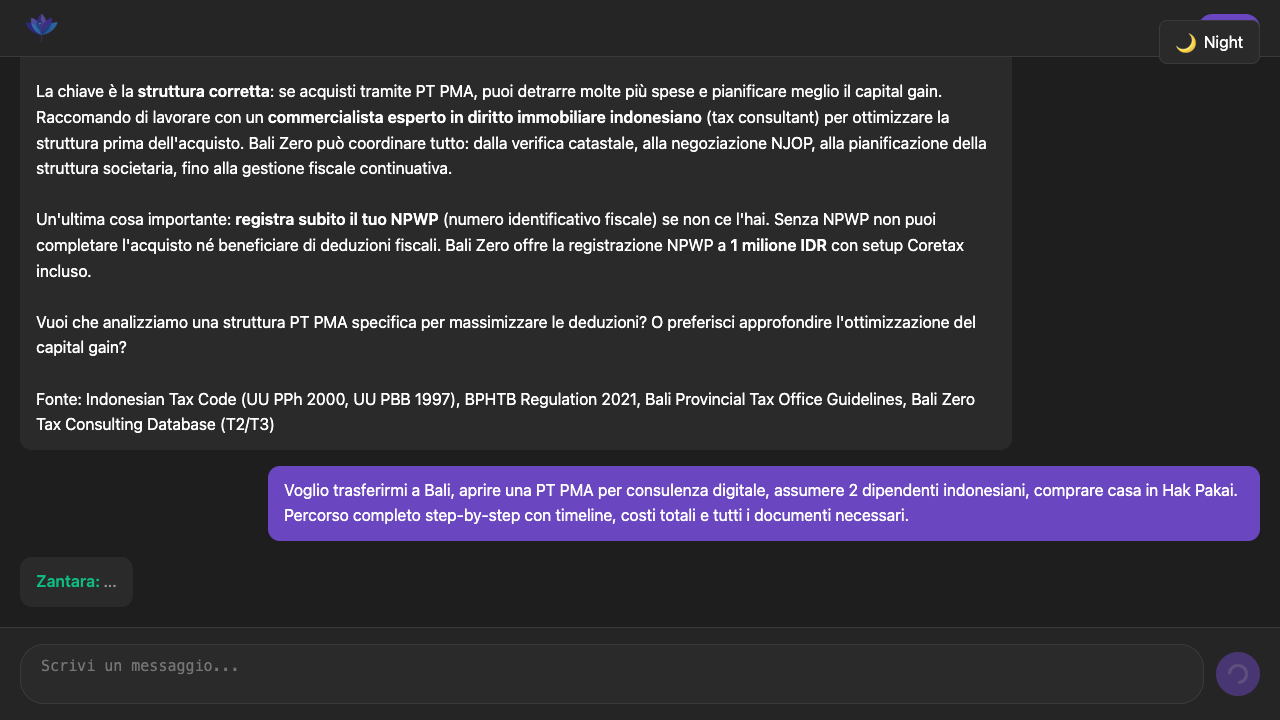 🌙 Night
La chiave è la struttura corretta: se acquisti tramite PT PMA, puoi detrarre molte più spese e pianificare meglio il capital gain.
Raccomando di lavorare con un commercialista esperto in diritto immobiliare indonesiano (tax consultant) per ottimizzare la
struttura prima dell'acquisto. Bali Zero può coordinare tutto: dalla verifica catastale, alla negoziazione NJOP, alla pianificazione della
struttura societaria, fino alla gestione fiscale continuativa.
Un'ultima cosa importante: registra subito il tuo NPWP (numero identificativo fiscale) se non ce l'hai. Senza NPWP non puoi
completare l'acquisto né beneficiare di deduzioni fiscali. Bali Zero offre la registrazione NPWP a 1 milione IDR con setup Coretax
incluso.
Vuoi che analizziamo una struttura PT PMA specifica per massimizzare le deduzioni? O preferisci approfondire l'ottimizzazione del
capital gain?
Fonte: Indonesian Tax Code (UU PPh 2000, UU PBB 1997), BPHTB Regulation 2021, Bali Provincial Tax Office Guidelines, Bali Zero
Tax Consulting Database (T2/T3)
Voglio trasferirmi a Bali, aprire una PT PMA per consulenza digitale, assumere 2 dipendenti indonesiani, comprare casa in Hak Pakai.
Percorso completo step-by-step con timeline, costi totali e tutti i documenti necessari.
Zantara: ...
Scrivi un messaggio...